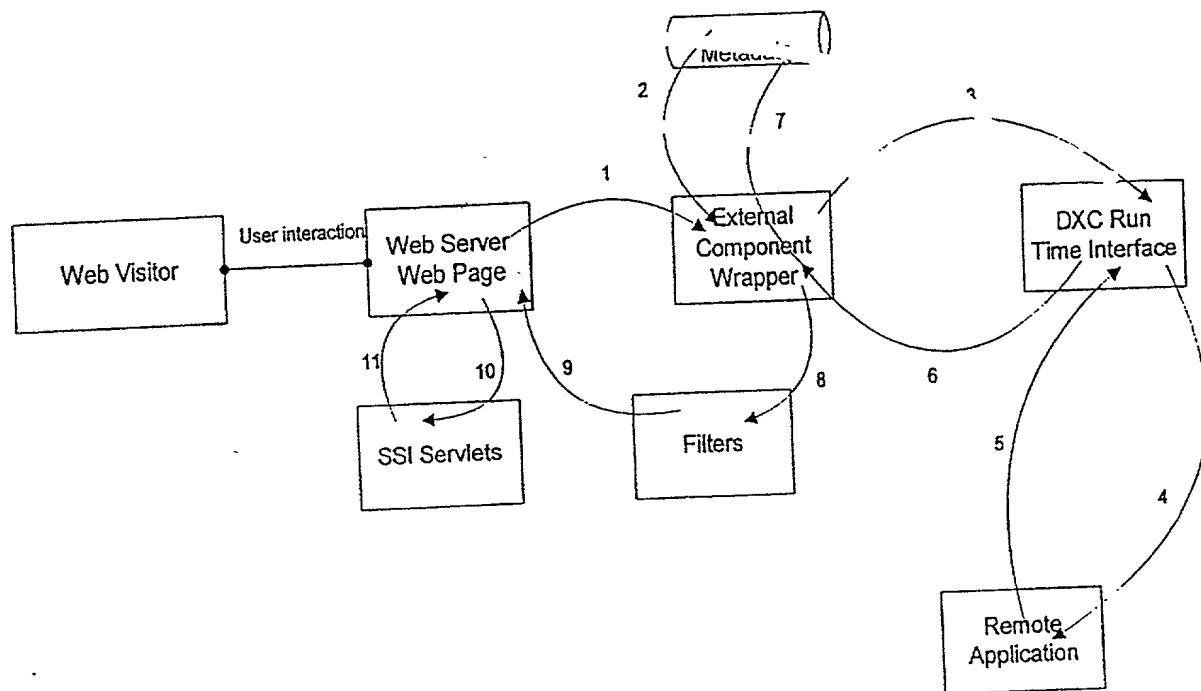 2
3
7
1
External
Component
Wrapper
DXC Run
Time Interface
User interaction
Web Server
Web Page
Web Visitor
11
10
9
8
6
SSI Servlets
Filters
5
4
Remote
Application